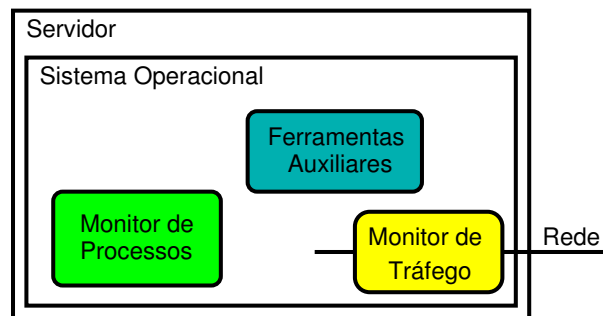 Servidor
Sistema Operacional
Ferramentas
Auxiliares
Monitor de
Processos
Monitor de
Tráfego
Rede